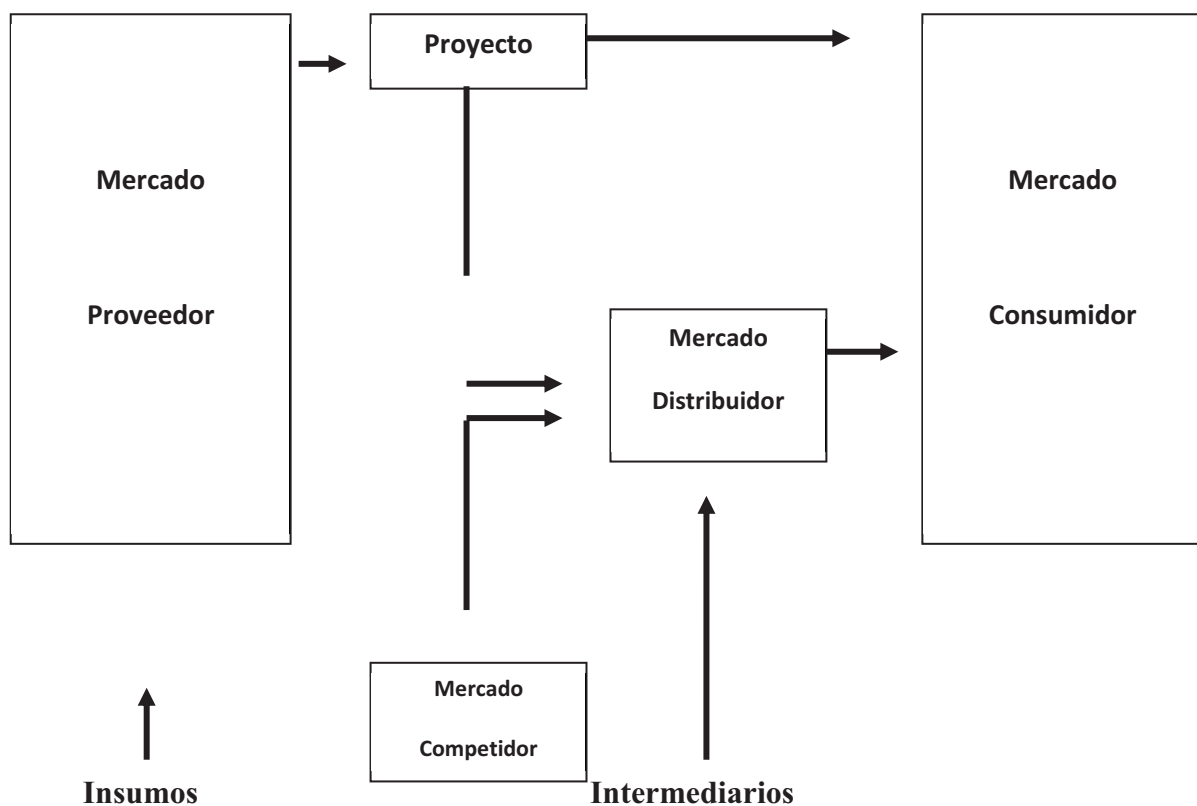 Proyecto
Mercado
Proveedor
Mercado
Consumidor
Mercado
Distribuidor
Mercado
Competidor
Insumos
Intermediarios